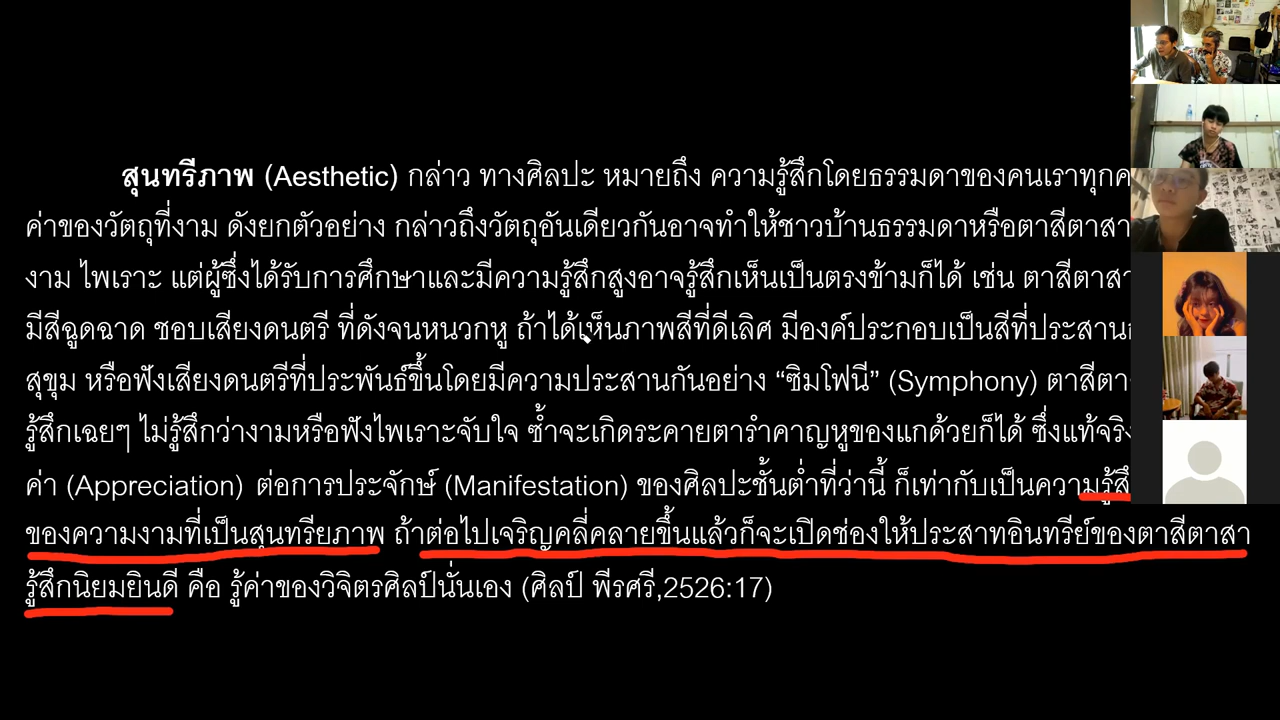 สุนทรีภาพ (Aesthetic) กล่าว ทางศิลปะ หมายถึง ความรู้สึกโดยธรรมดาของคนเราทุกค
ค่าของวัตถุที่งาม ดังยกตัวอย่าง กล่าวถึงวัตถุอันเดียวกันอาจทำให้ชาวบ้านธรรมดาหรือตาสีตาสา
งาม ไพเราะ แต่ผู้ซึ่งได้รับการศึกษาและมีความรู้สึกสูงอาจรู้สึกเห็นเป็นตรงข้ามก็ได้ เช่น ตาสีตาสา
มีสีฉูดฉาด ชอบเสียงดนตรี ที่ดังจนหนวกหู ถ้าได้เห็นภาพสีที่ดีเลิศ มีองค์ประกอบเป็นสีที่ประสาน
สุขุม หรือฟังเสียงดนตรีที่ประพันธ์ขึ้นโดยมีความประสานกันอย่าง “ซิมโฟนี” (Symphony) ตาสีตา
รู้สึกเฉยๆ ไม่รู้สึกว่างามหรือฟังไพเราะจับใจ ซ้ำจะเกิดระคายตารำคาญหูของแกด้วยก็ได้ ซึ่งแท้จริง
ค่า (Appreciation) ต่อการประจักษ์ (Manifestation) ของศิลปะชั้นต่ำที่ว่านี้ ก็เท่ากับเป็นความรู้สึ
ของความงามที่เป็นสุนทรียภาพ ถ้าต่อไปเจริญคลี่คลายขึ้นแล้วก็จะเปิดช่องให้ประสาทอินทรีย์ของตาสีตาสา
รู้สึกนิยมยินดี คือ รู้ค่าของวิจิตรศิลป์นั่นเอง (ศิลป์ พีรศรี,2526:17)